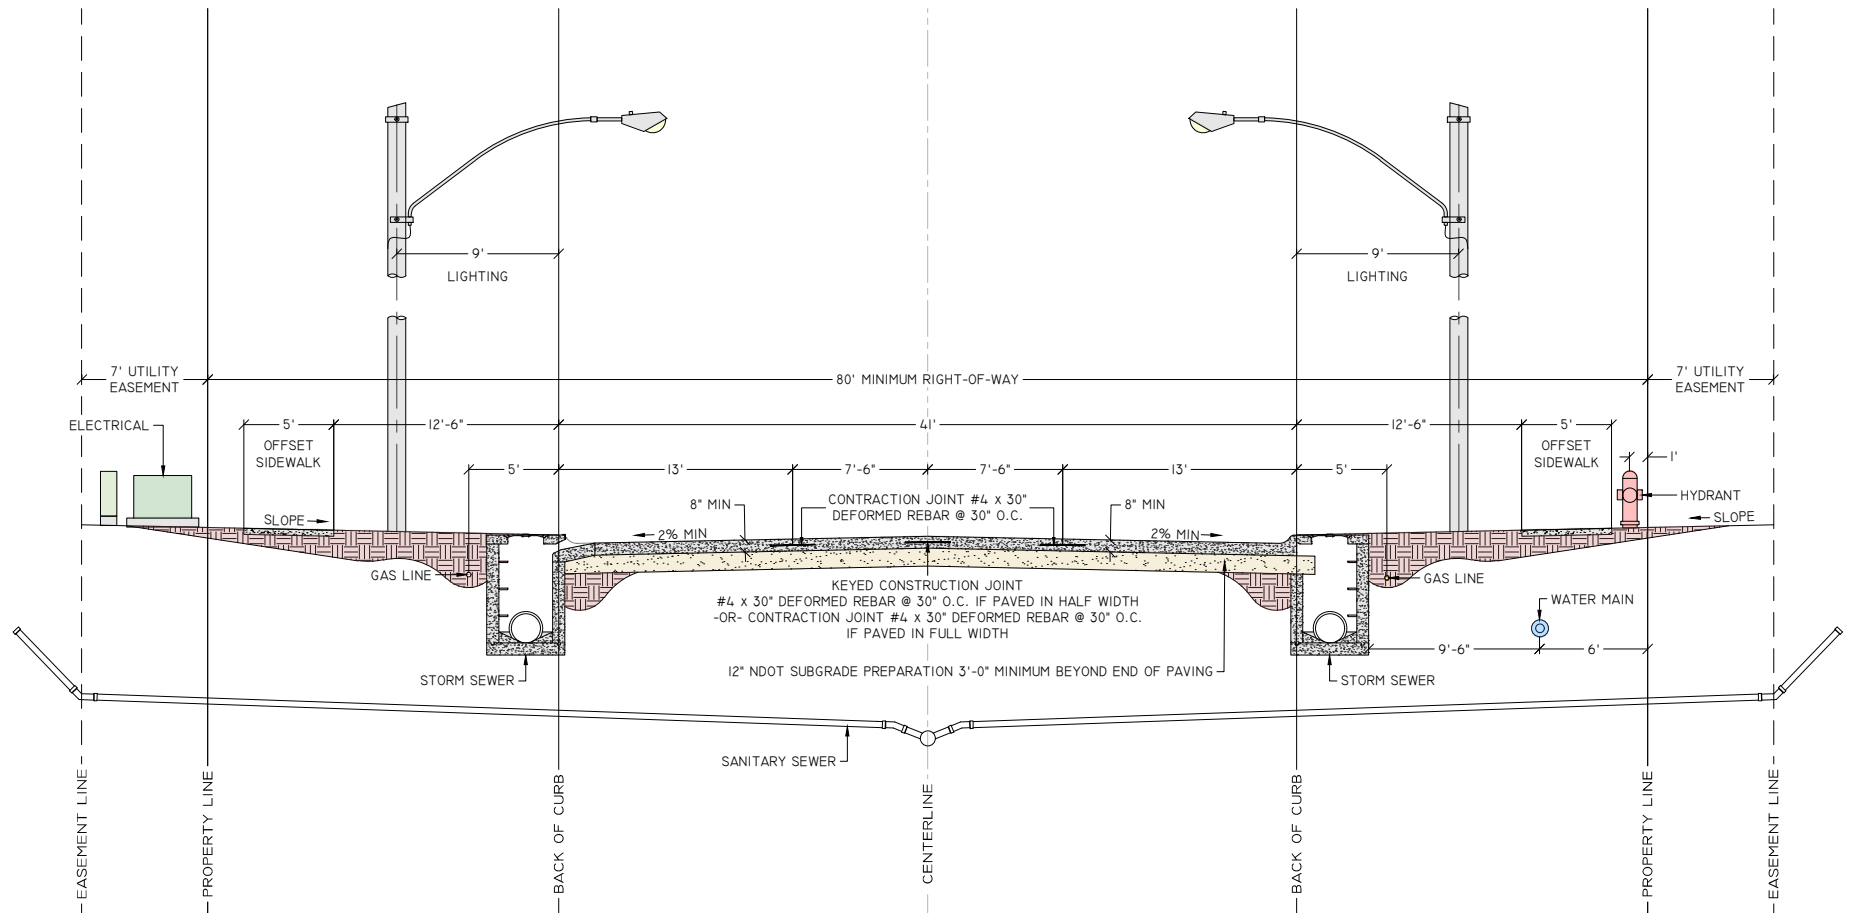 9'
LIGHTING
9'
LIGHTING
7' UTILITY
EASEMENT
80' MINIMUM RIGHT-OF-WAY
7' UTILITY
EASEMENT
ELECTRICAL
5'
OFFSET
SIDEWALK
12'-6"
41'
12'-6"
5'
OFFSET
SIDEWALK
5'
13'
7'-6"
7'-6"
13'
5'
1'
8" MIN
CONTRACTION JOINT #4 x 30"
DEFORMED REBAR @ 30" O.C.
8" MIN
HYDRANT
SLOPE
SLOPE
2% MIN
2% MIN
GAS LINE
GAS LINE
KEYED CONSTRUCTION JOINT
#4 x 30" DEFORMED REBAR @ 30" O.C. IF PAVED IN HALF WIDTH
-OR- CONTRACTION JOINT #4 x 30" DEFORMED REBAR @ 30" O.C.
IF PAVED IN FULL WIDTH
WATER MAIN
9'-6"
6'
12" NDOT SUBGRADE PREPARATION 3'-0" MINIMUM BEYOND END OF PAVING
STORM SEWER
STORM SEWER
SANITARY SEWER
EASEMENT LINE
PROPERTY LINE
BACK OF CURB
CENTERLINE
BACK OF CURB
PROPERTY LINE
EASEMENT LINE